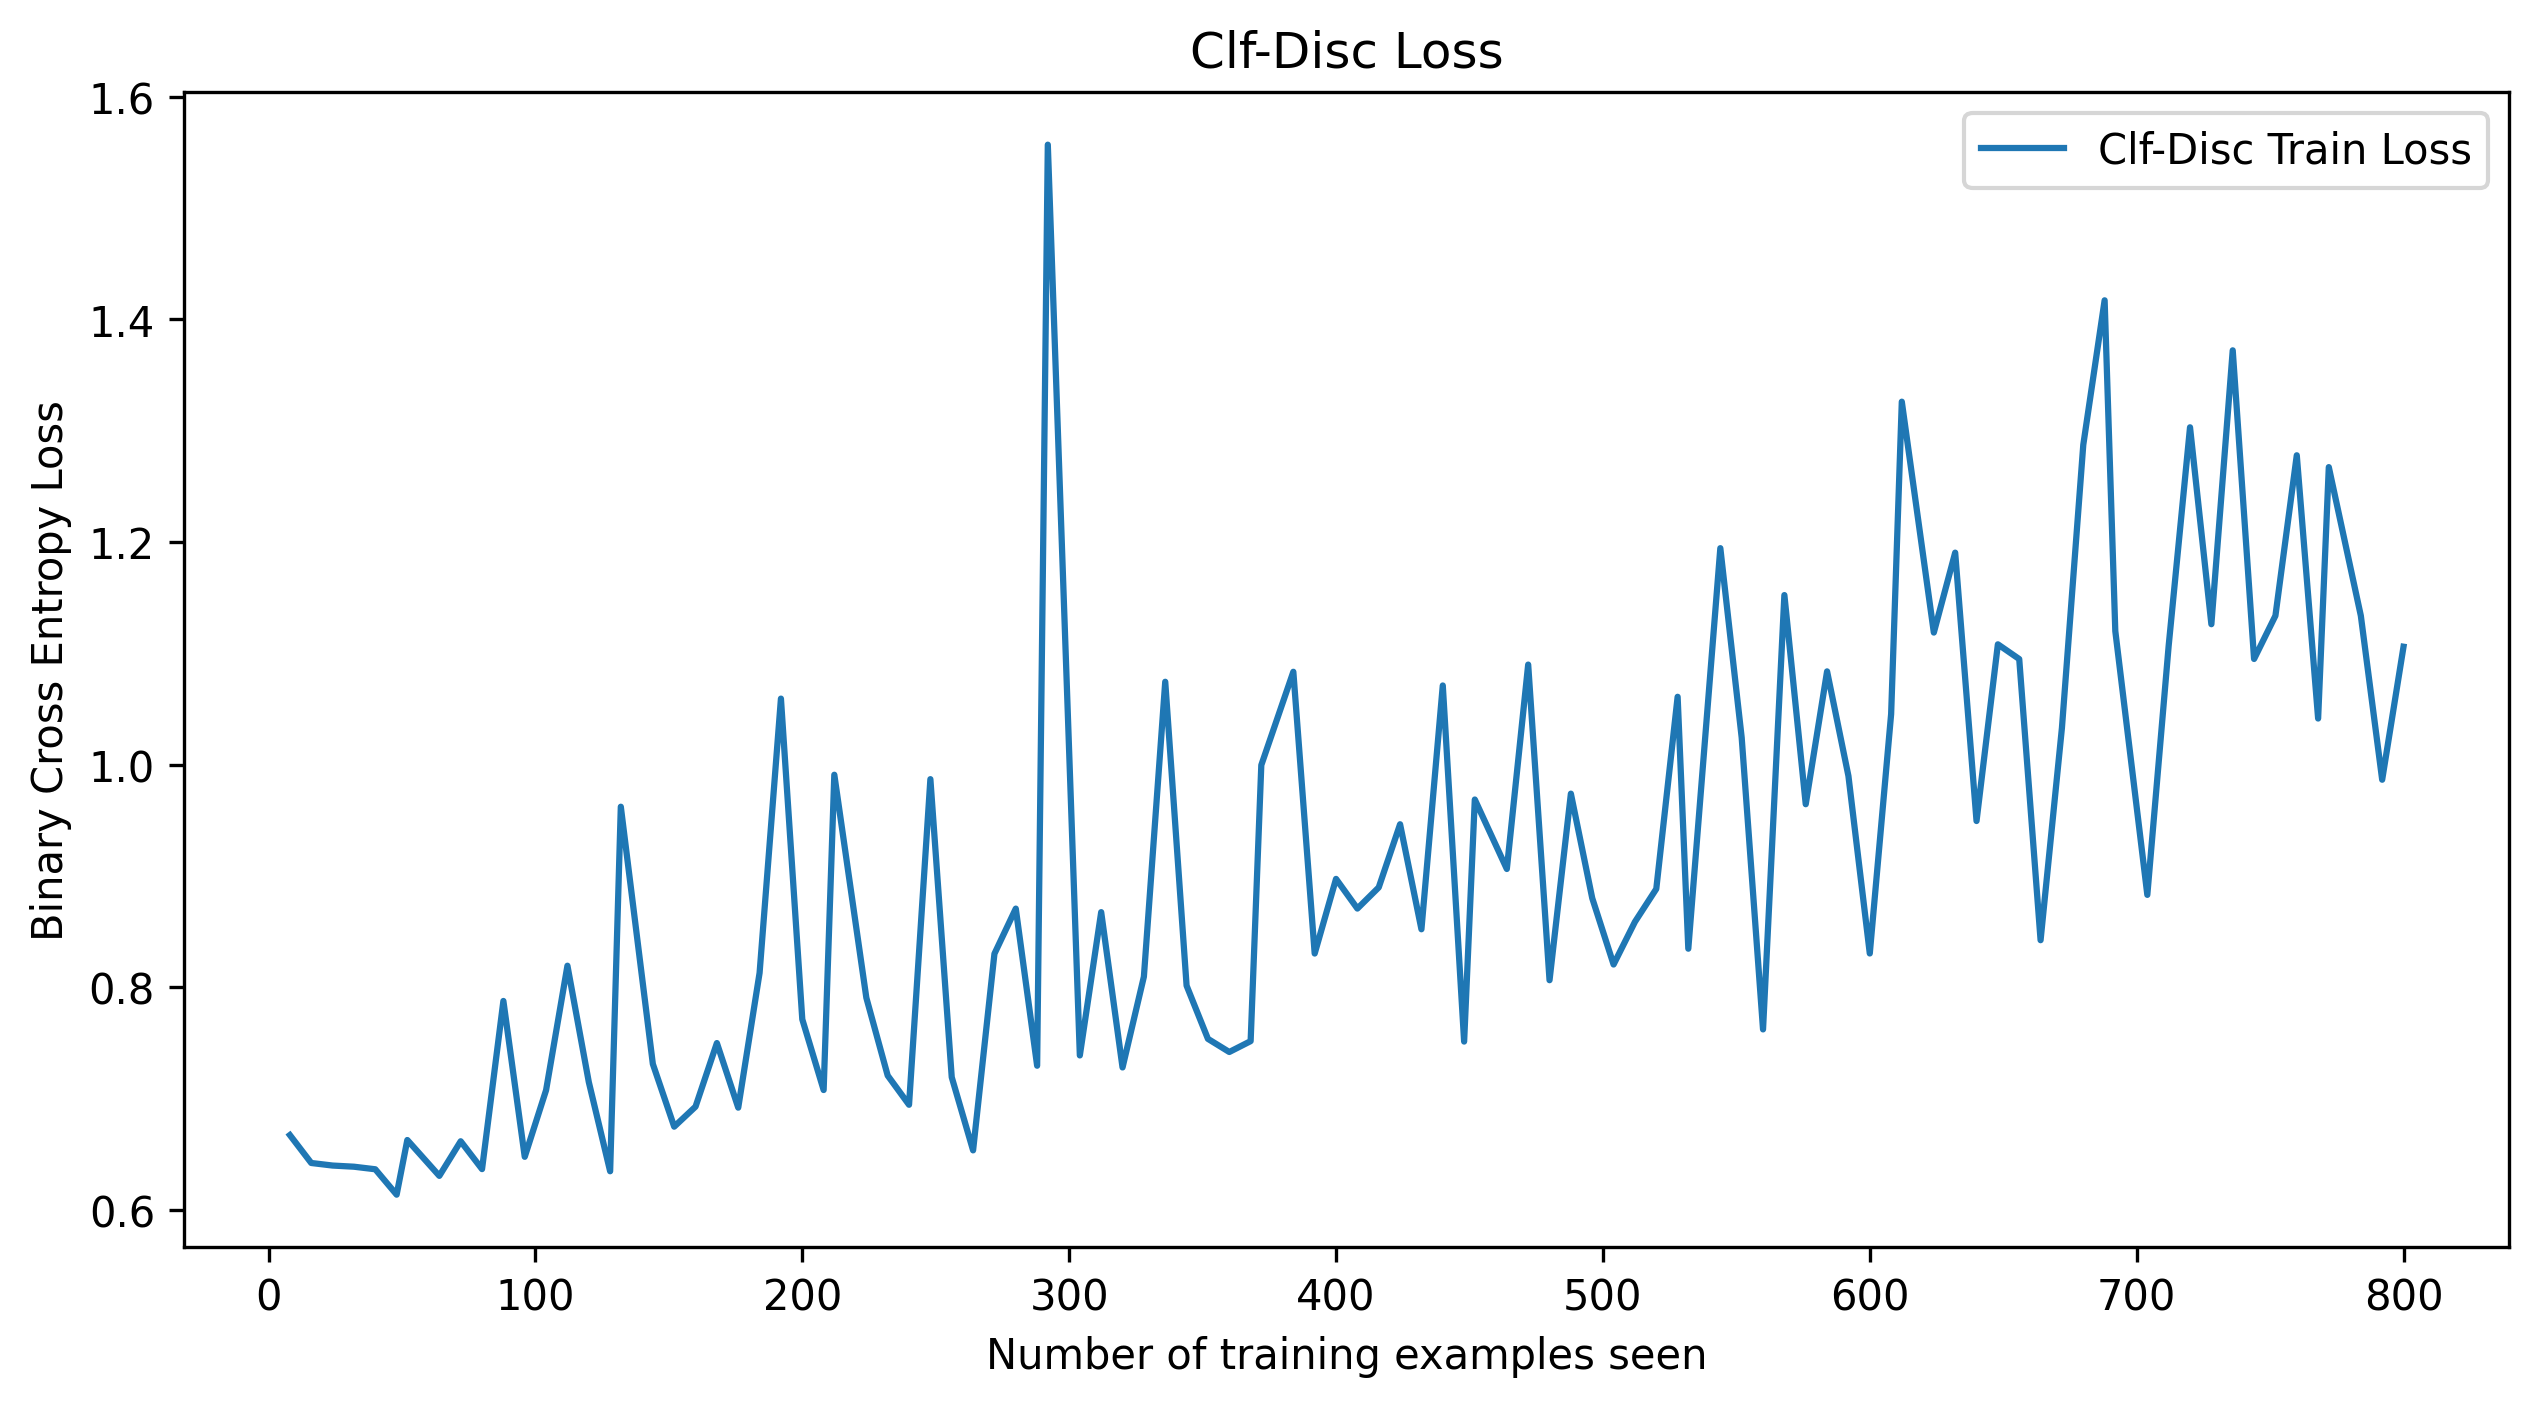 Clf-Disc Loss
Clf-Disc Train Loss
Binary Cross Entropy Loss
1.6
1.4
1.2
1.0
0.8
0.6
0 100 200 300 400 500 600 700 800
Number of training examples seen